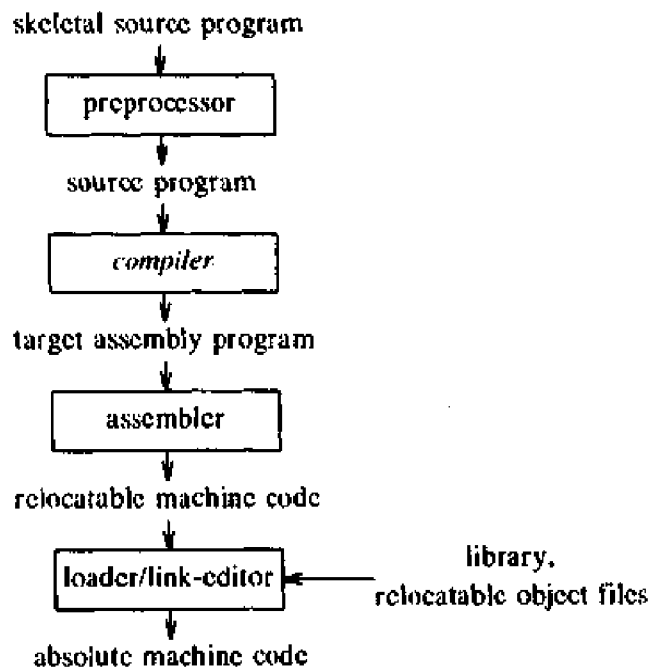 skeletal source program
preprocessor
source program
compiler
target assembly program
assembler
relocatable machine code
loader/link-editor
library,
relocatable object files
absolute machine code